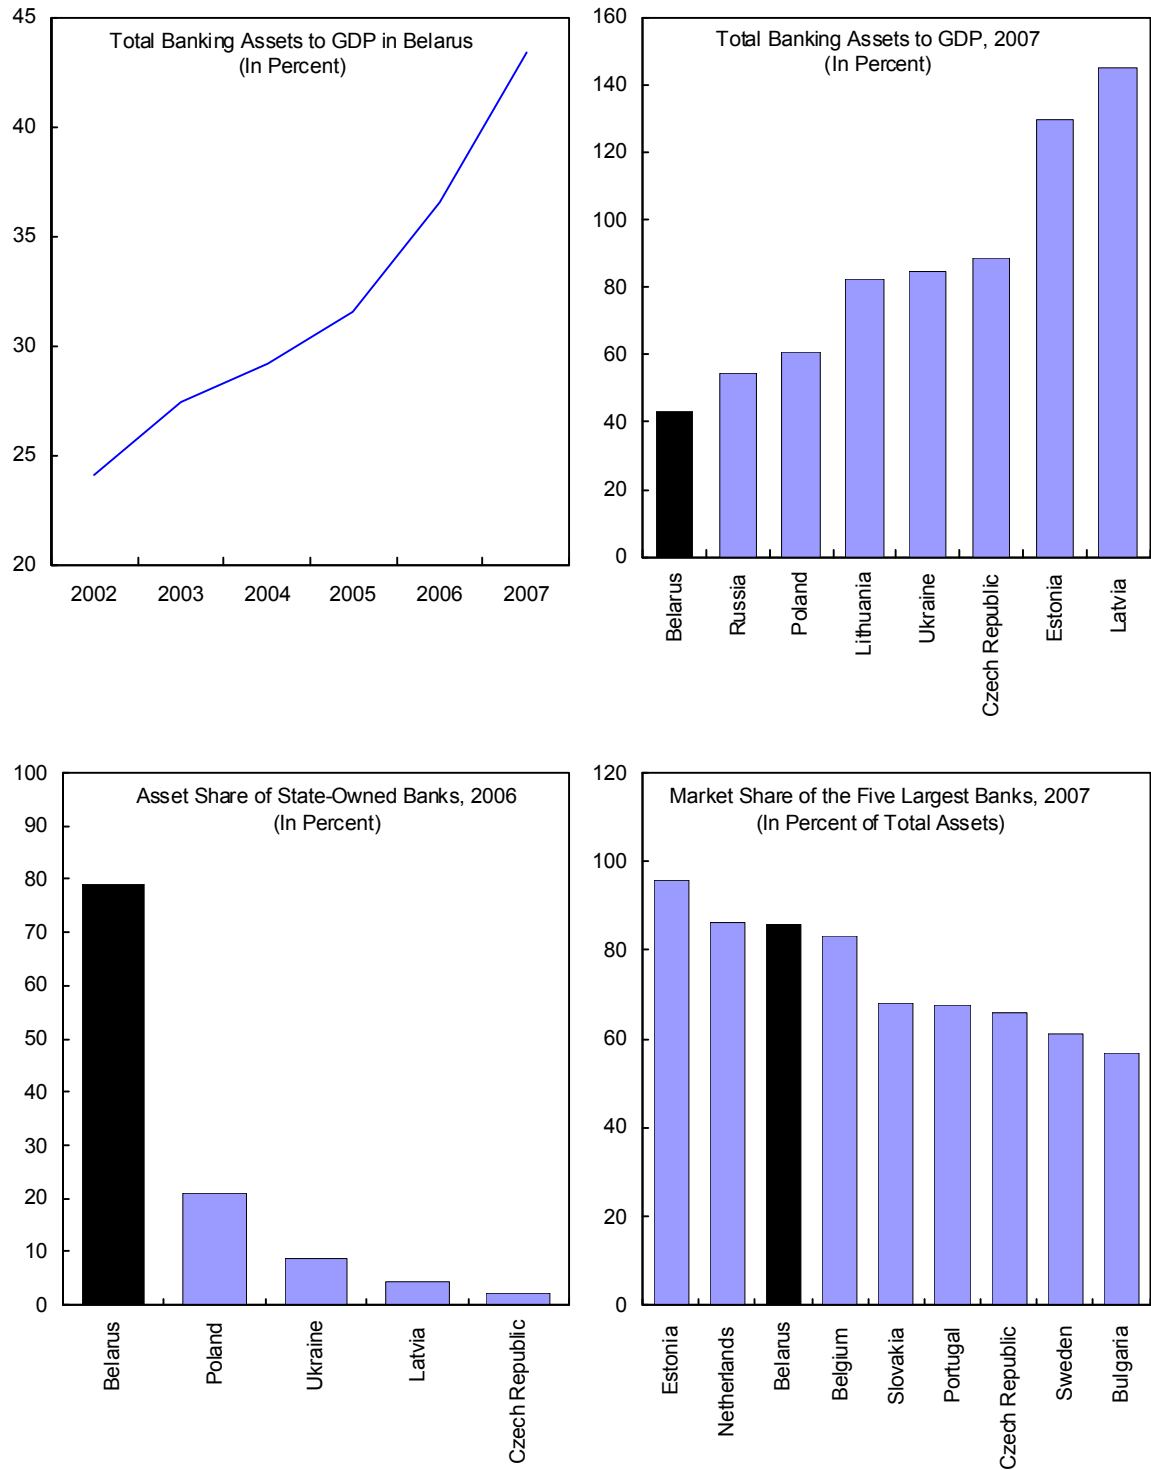 Total Banking Assets to GDP in Belarus
(In Percent)
45
40
35
30
25
20
2002 2003 2004 2005 2006 2007
Total Banking Assets to GDP, 2007
(In Percent)
160
140
120
100
80
60
40
20
0
Belarus
Russia
Poland
Lithuania
Ukraine
Czech Republic
Estonia
Latvia
Asset Share of State-Owned Banks, 2006
(In Percent)
100
90
80
70
60
50
40
30
20
10
0
Belarus
Poland
Ukraine
Latvia
Czech Republic
Market Share of the Five Largest Banks, 2007
(In Percent of Total Assets)
120
100
80
60
40
20
0
Estonia
Netherlands
Belarus
Belgium
Slovakia
Portugal
Czech Republic
Sweden
Bulgaria